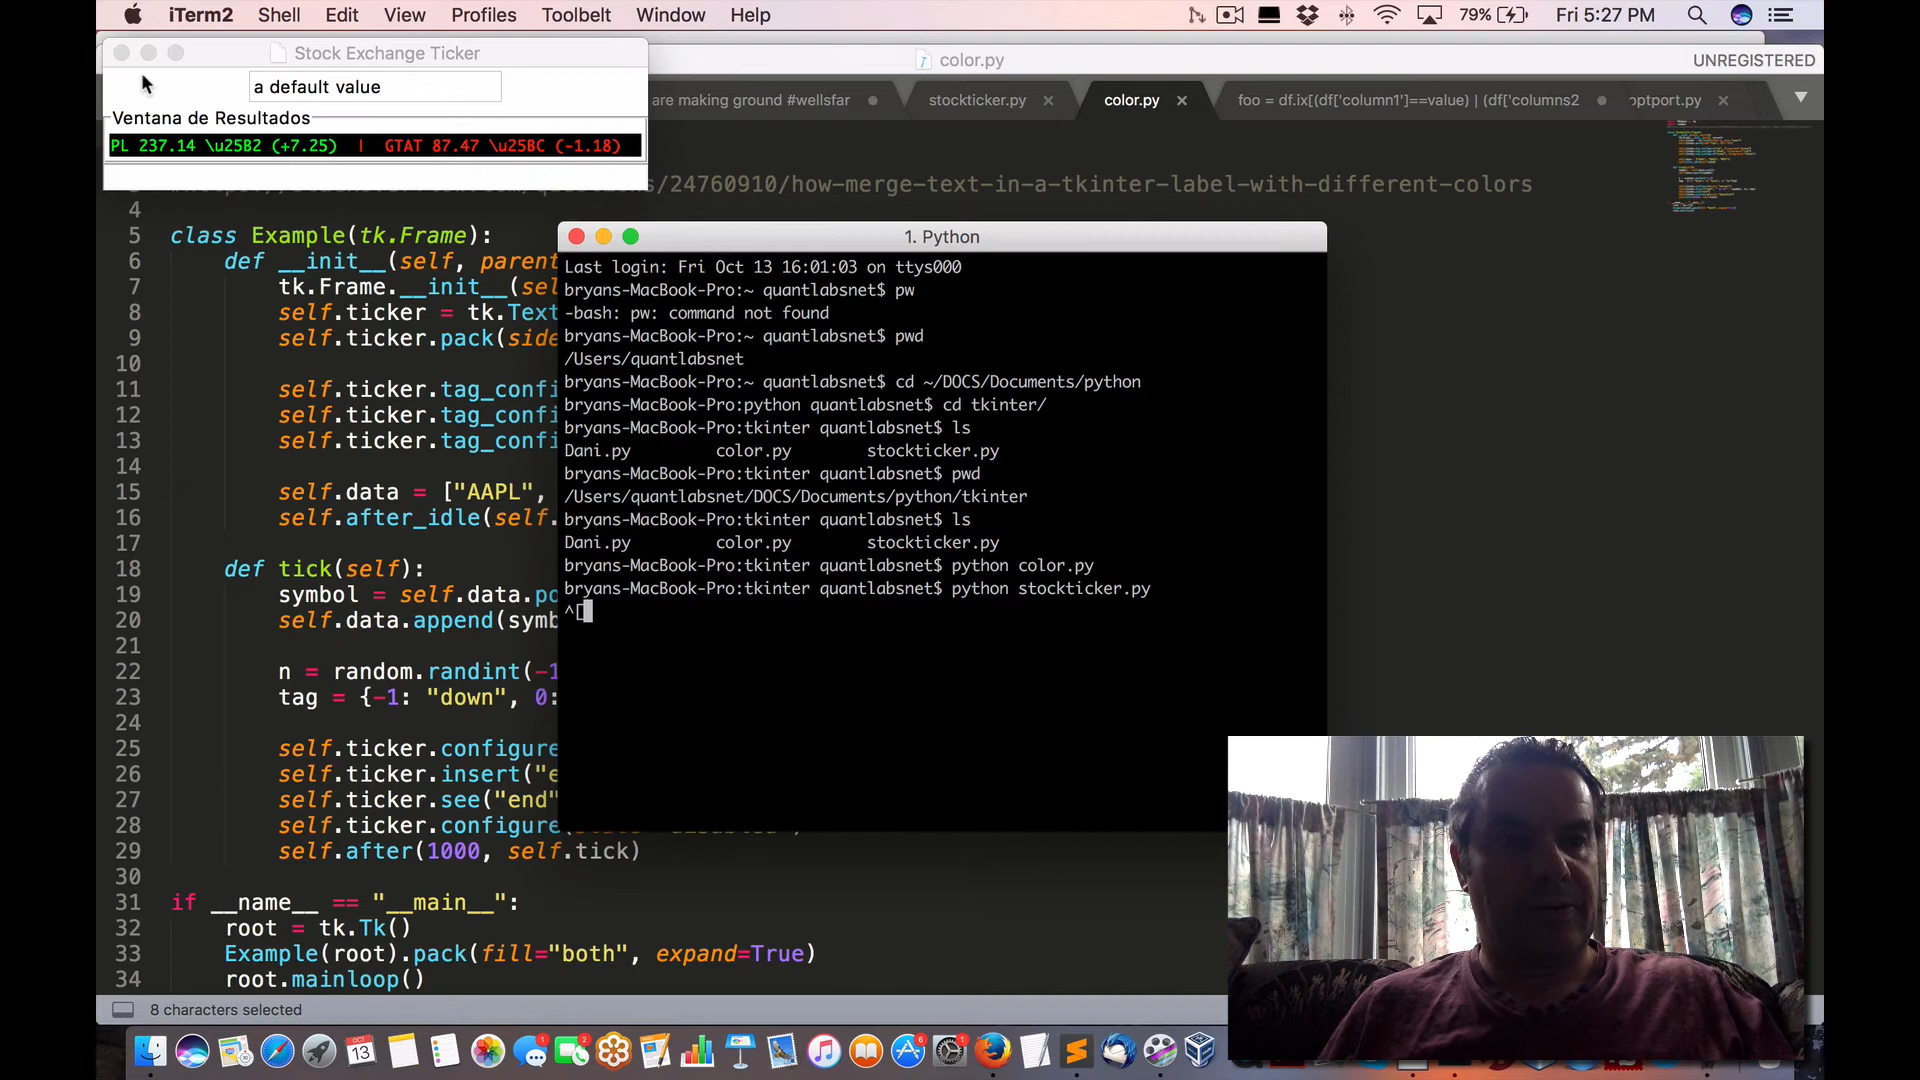 iTerm2 Shell Edit View Profiles Toolbelt Window Help 79% Fri 5:27 PM
Stock Exchange Ticker
a default value
Ventana de Resultados
PL 237.14 \u25B2 (+7.25) | GTAT 87.47 \u25BC (-1.18)
color.py
UNREGISTERED
are making ground #wellsfar
stockticker.py
color.py
foo = df.ix[(df['column1']==value) | (df['columns2
optport.py
/24760910/how-merge-text-in-a-tkinter-label-with-different-colors
4
5 class Example(tk.Frame):
6 def __init__(self, parent
7 tk.Frame.__init__(sel
8 self.ticker = tk.Text
9 self.ticker.pack(side
10
11 self.ticker.tag_confi
12 self.ticker.tag_confi
13 self.ticker.tag_confi
14
15 self.data = ["AAPL",
16 self.after_idle(self.
17
18 def tick(self):
19 symbol = self.data.po
20 self.data.append(symb
21
22 n = random.randint(-1
23 tag = {-1: "down", 0:
24
25 self.ticker.configure
26 self.ticker.insert("e
27 self.ticker.see("end"
28 self.ticker.configure
29 self.after(1000, self.tick)
30
31 if __name__ == "__main__":
32 root = tk.Tk()
33 Example(root).pack(fill="both", expand=True)
34 root.mainloop()
1. Python
Last login: Fri Oct 13 16:01:03 on ttys000
bryans-MacBook-Pro:~ quantlabsnet$ pw
-bash: pw: command not found
bryans-MacBook-Pro:~ quantlabsnet$ pwd
/Users/quantlabsnet
bryans-MacBook-Pro:~ quantlabsnet$ cd ~/DOCS/Documents/python
bryans-MacBook-Pro:python quantlabsnet$ cd tkinter/
bryans-MacBook-Pro:tkinter quantlabsnet$ ls
Dani.py color.py stockticker.py
bryans-MacBook-Pro:tkinter quantlabsnet$ pwd
/Users/quantlabsnet/DOCS/Documents/python/tkinter
bryans-MacBook-Pro:tkinter quantlabsnet$ ls
Dani.py color.py stockticker.py
bryans-MacBook-Pro:tkinter quantlabsnet$ python color.py
bryans-MacBook-Pro:tkinter quantlabsnet$ python stockticker.py
^[
8 characters selected
OCT
13